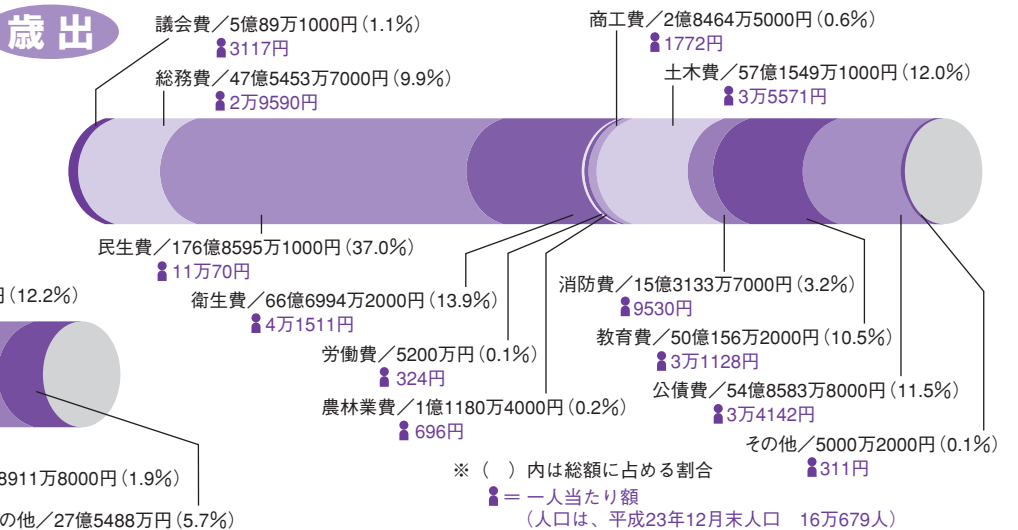 歳出
議会費／5億89万1000円(1.1%)
3117円
総務費／47億5453万7000円(9.9%)
2万9590円
商工費／2億8464万5000円(0.6%)
1772円
土木費／57億1549万1000円(12.0%)
3万5571円
民生費／176億8595万1000円(37.0%)
11万70円
衛生費／66億6994万2000円(13.9%)
4万1511円
労働費／5200万円(0.1%)
324円
農林業費／1億1180万4000円(0.2%)
696円
消防費／15億3133万7000円(3.2%)
9530円
教育費／50億156万2000円(10.5%)
3万1128円
公債費／54億8583万8000円(11.5%)
3万4142円
その他／5000万2000円(0.1%)
311円
※（　）内は総額に占める割合
＝一人当たり額
（人口は、平成23年12月末人口　16万679人）
円(12.2%)
8911万8000円(1.9%)
の他／27億5488万円(5.7%)